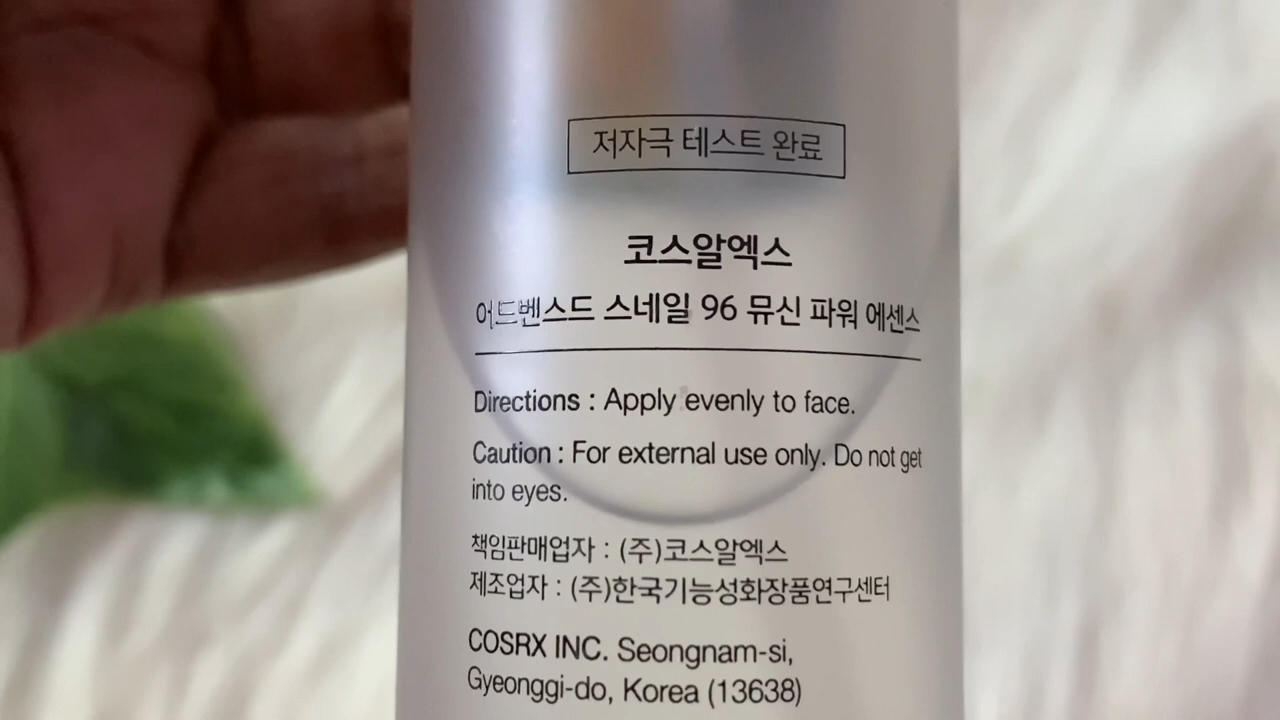 저자극 테스트 완료
코스알엑스
어드벤스드 스네일 96 뮤신 파워 에센스
Directions : Apply evenly to face.
Caution : For external use only. Do not get
into eyes.
책임판매업자 : (주)코스알엑스
제조업자 : (주)한국기능성화장품연구센터
COSRX INC. Seongnam-si,
Gyeonggi-do, Korea (13638)